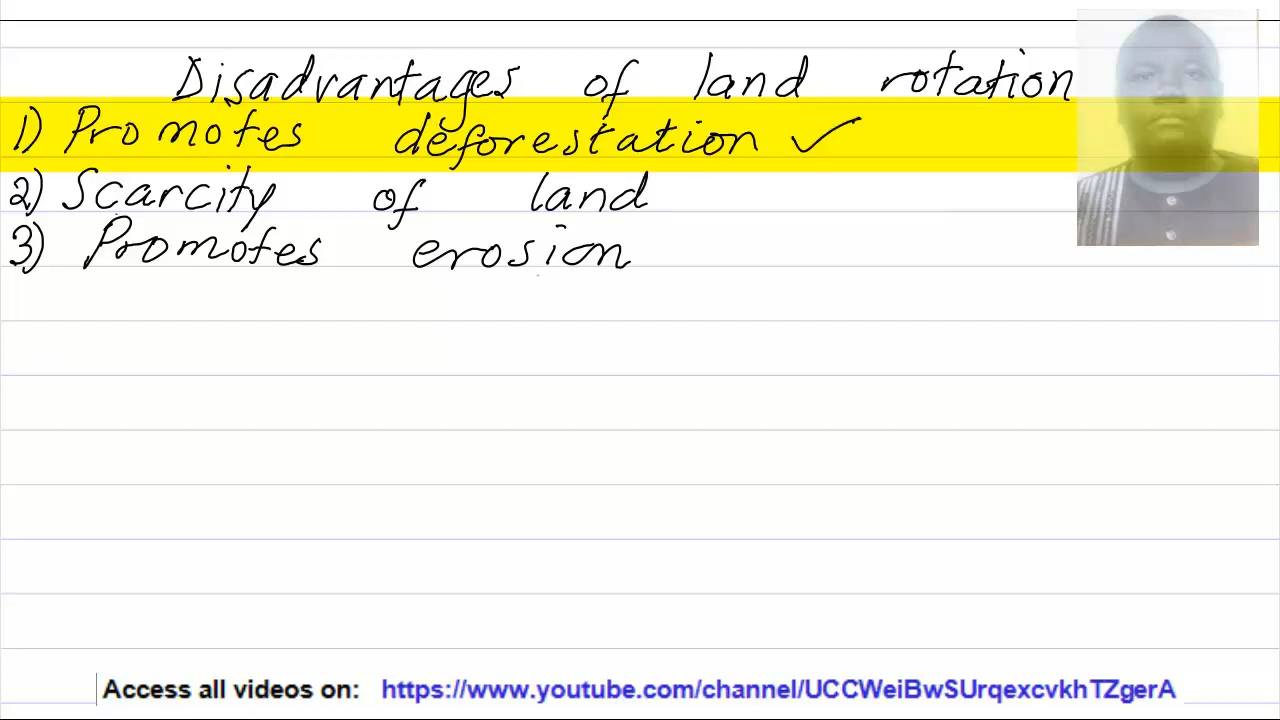 Disadvantages of land rotation
1) Promotes deforestation ✓
2) Scarcity of land
3) Promotes erosion
Access all videos on: https://www.youtube.com/channel/UCCWeiBwSUrqexcvkhTZgerA